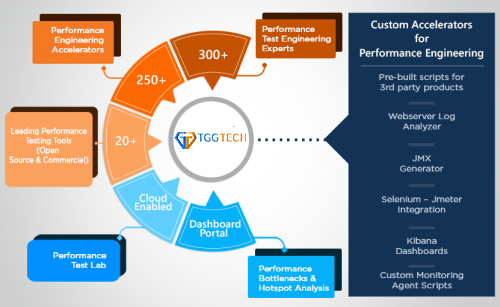 Performance
Engineering
Accelerators
300+
Performance
Test Engineering
Experts
250+
Leading Performance
Testing Tools
(Open
Source & Commercial)
20+
TGGTECH
Cloud
Enabled
Dashboard
Portal
Performance
Test Lab
Performance
Bottlenecks &
Hotspot Analysis
Custom Accelerators
for
Performance Engineering
Pre-built scripts for
3rd party products
Webserver Log
Analyzer
JMX
Generator
Selenium – Jmeter
Integration
Kibana
Dashboards
Custom Monitoring
Agent Scripts